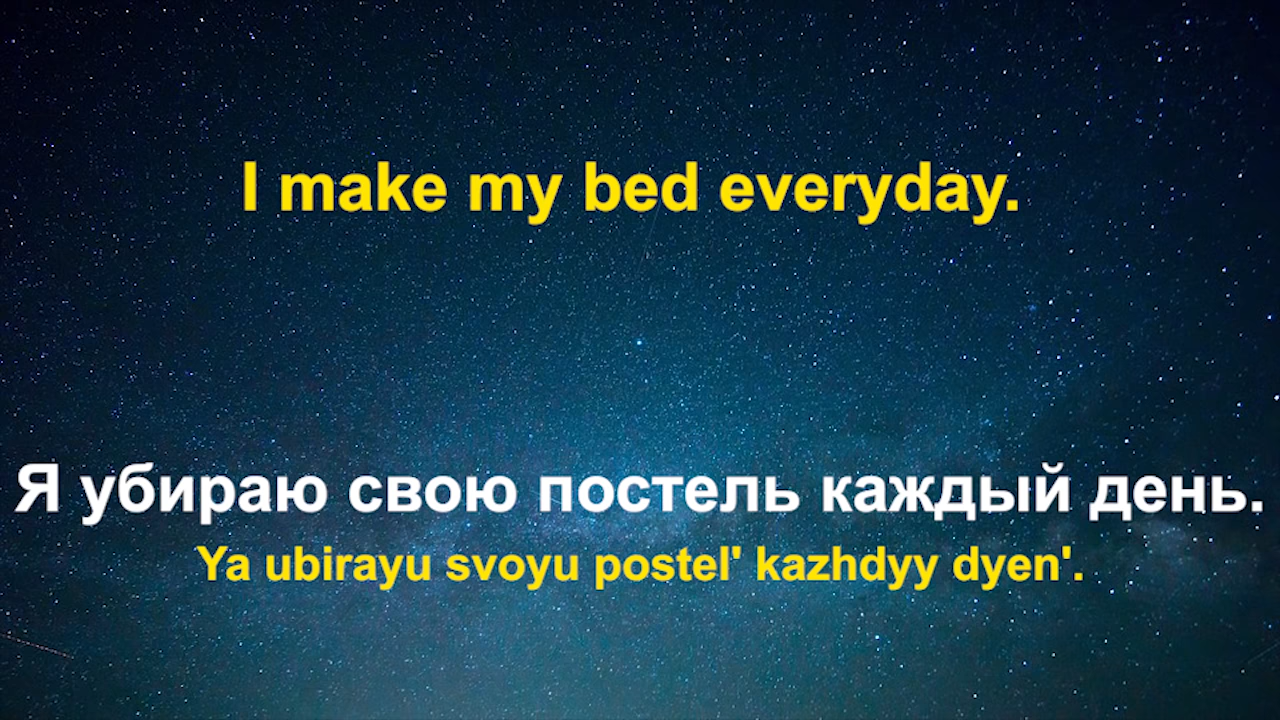 I make my bed everyday.
Я убираю свою постель каждый день.
Ya ubirayu svoyu postel' kazhdyy dyen'.